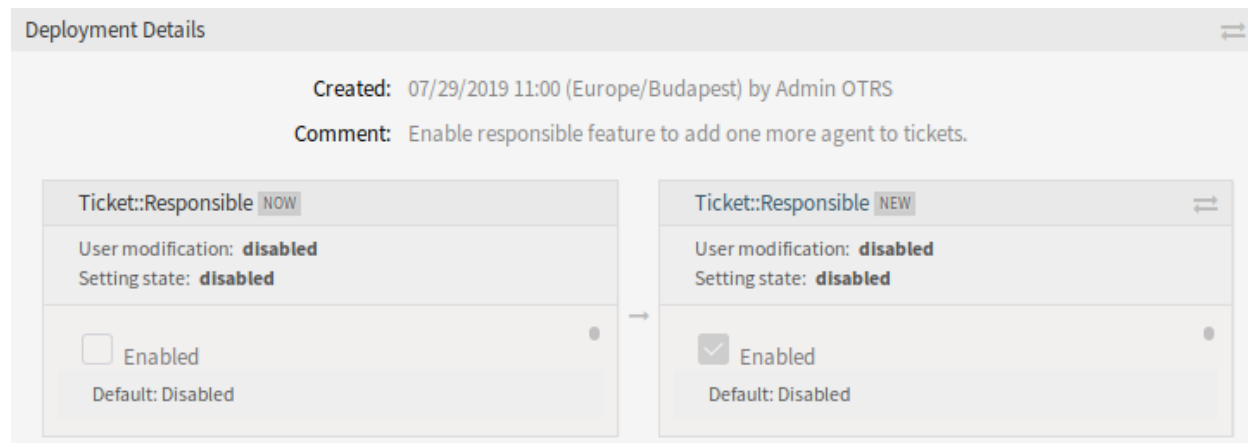 Deployment Details
Created: 07/29/2019 11:00 (Europe/Budapest) by Admin OTRS
Comment: Enable responsible feature to add one more agent to tickets.
Ticket::Responsible NOW
User modification: disabled
Setting state: disabled
Enabled
Default: Disabled
Ticket::Responsible NEW
User modification: disabled
Setting state: disabled
Enabled
Default: Disabled